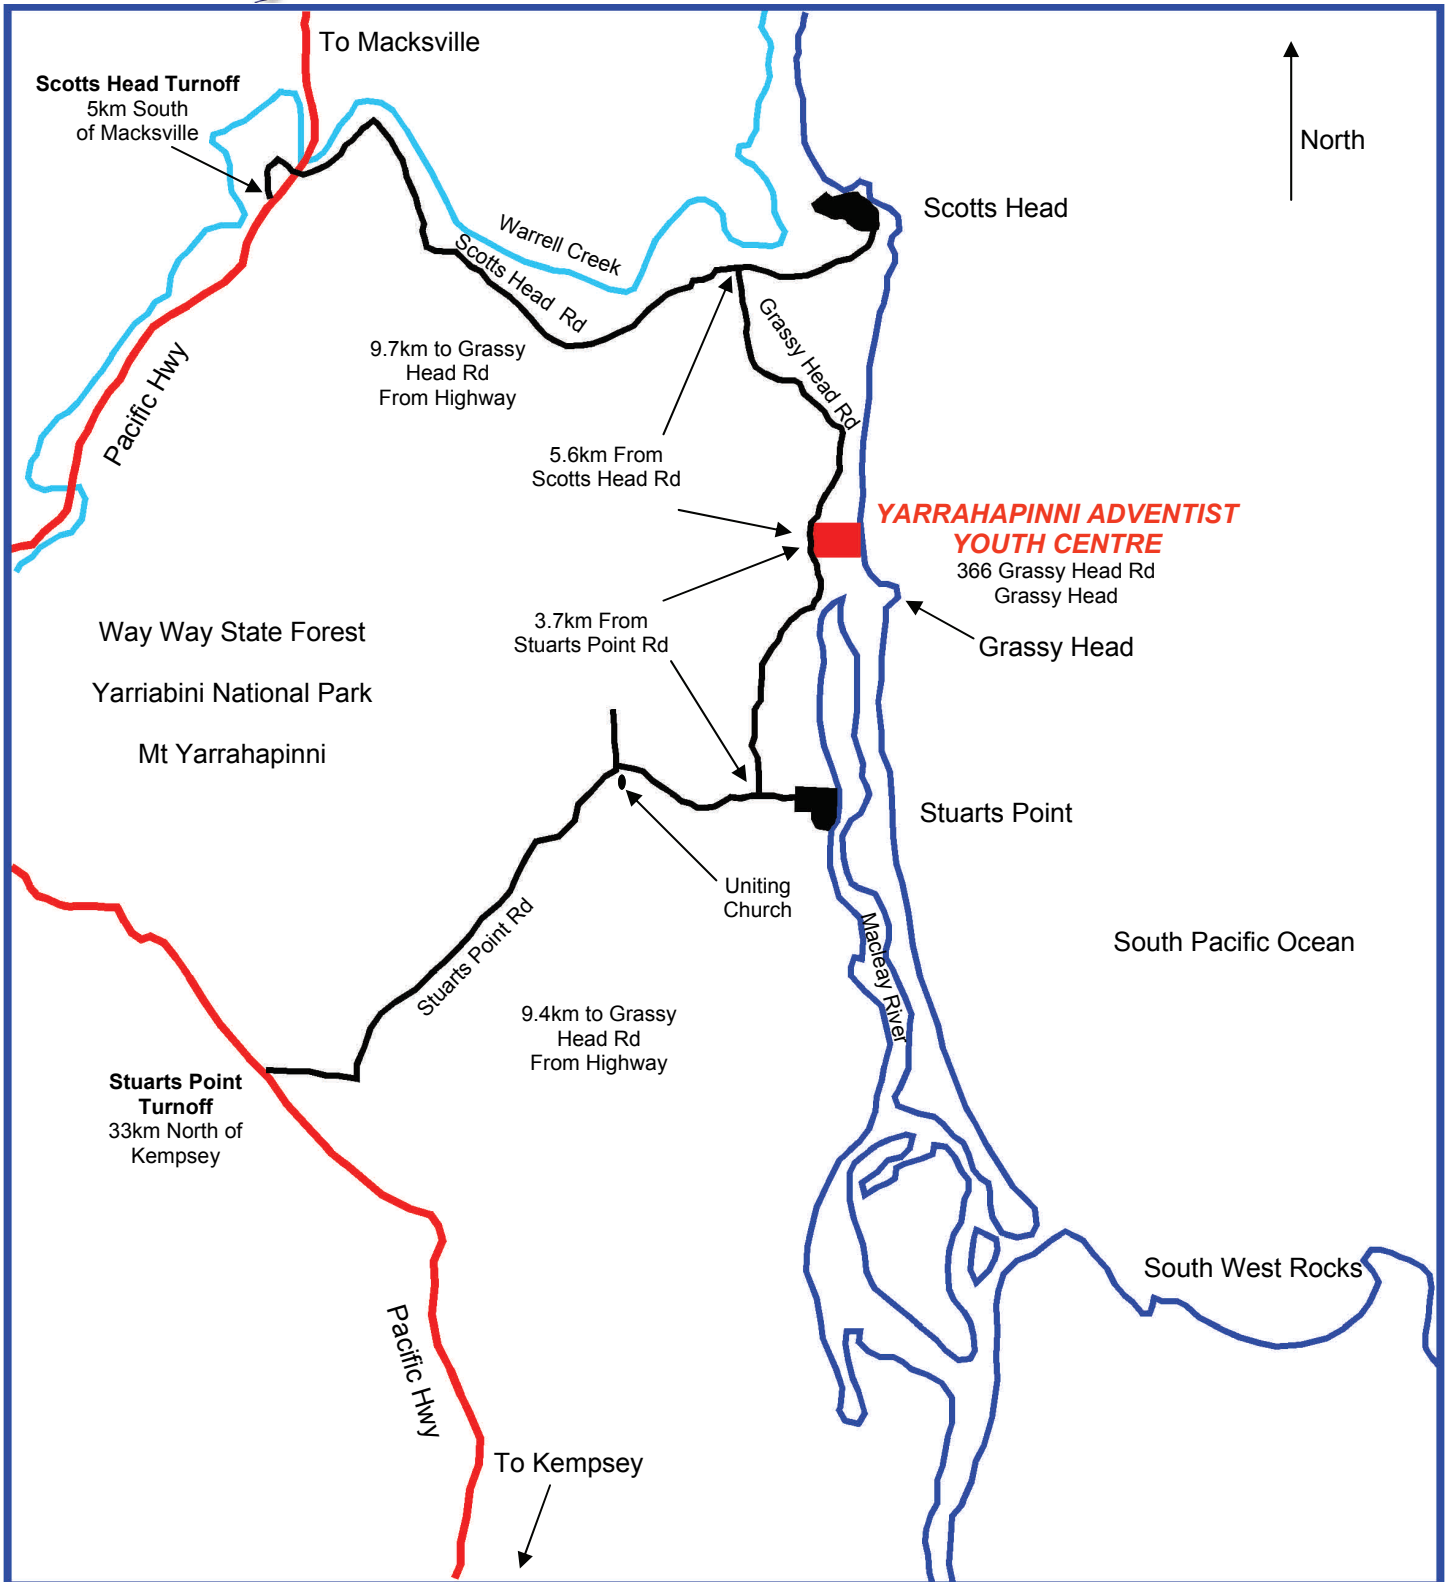 To Macksville
Scotts Head Turnoff
5km South
of Macksville
North
Scotts Head
Warrell Creek
Scotts Head Rd
Grassy Head Rd
9.7km to Grassy
Head Rd
From Highway
Pacific Hwy
5.6km From
Scotts Head Rd
YARRAHAPINNI ADVENTIST
YOUTH CENTRE
366 Grassy Head Rd
Grassy Head
3.7km From
Stuarts Point Rd
Grassy Head
Way Way State Forest
Yarriabini National Park
Mt Yarrahapinni
Stuarts Point
Uniting
Church
Macleay River
South Pacific Ocean
Stuarts Point Rd
9.4km to Grassy
Head Rd
From Highway
Stuarts Point
Turnoff
33km North of
Kempsey
South West Rocks
Pacific Hwy
To Kempsey